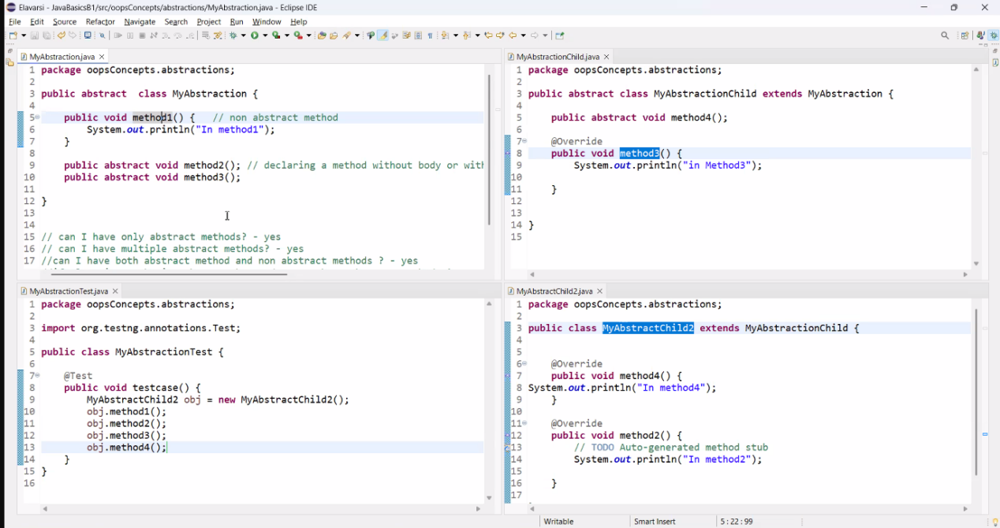 Elavarsi - JavaBasicsB1/src/oopsConcepts/abstractions/MyAbstraction.java - Eclipse IDE
File Edit Source Refactor Navigate Search Project Run Window Help
MyAbstraction.java
1 package oopsConcepts.abstractions;
2
3 public abstract  class MyAbstraction {
4
5     public void method1() {   // non abstract method
6         System.out.println("In method1");
7     }
8
9     public abstract void method2(); // declaring a method without body or with
10     public abstract void method3();
11
12 }
13
14
15 // can I have only abstract methods? - yes
16 // can I have multiple abstract methods? - yes
17 //can I have both abstract method and non abstract methods ? - yes
MyAbstractionChild.java
1 package oopsConcepts.abstractions;
2
3 public abstract class MyAbstractionChild extends MyAbstraction {
4
5     public abstract void method4();
6
7     @Override
8     public void method3() {
9         System.out.println("in Method3");
10
11     }
12
13
14 }
15
MyAbstractionTest.java
1 package oopsConcepts.abstractions;
2
3 import org.testng.annotations.Test;
4
5 public class MyAbstractionTest {
6
7     @Test
8     public void testcase() {
9         MyAbstractChild2 obj = new MyAbstractChild2();
10         obj.method1();
11         obj.method2();
12         obj.method3();
13         obj.method4();
14     }
15 }
16
MyAbstractChild2.java
1 package oopsConcepts.abstractions;
2
3 public class MyAbstractChild2 extends MyAbstractionChild {
4
5
6     @Override
7     public void method4() {
8 System.out.println("In method4");
9     }
10
11     @Override
12     public void method2() {
13         // TODO Auto-generated method stub
14         System.out.println("In method2");
15
16     }
17
Writable Smart Insert 5 : 22 : 99